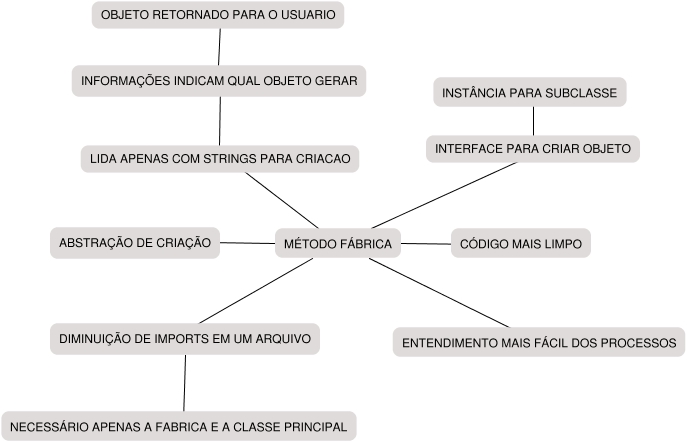 OBJETO RETORNADO PARA O USUARIO
INFORMAÇÕES INDICAM QUAL OBJETO GERAR
INSTÂNCIA PARA SUBCLASSE
LIDA APENAS COM STRINGS PARA CRIACAO
INTERFACE PARA CRIAR OBJETO
ABSTRAÇÃO DE CRIAÇÃO
MÉTODO FÁBRICA
CÓDIGO MAIS LIMPO
DIMINUIÇÃO DE IMPORTS EM UM ARQUIVO
ENTENDIMENTO MAIS FÁCIL DOS PROCESSOS
NECESSÁRIO APENAS A FABRICA E A CLASSE PRINCIPAL